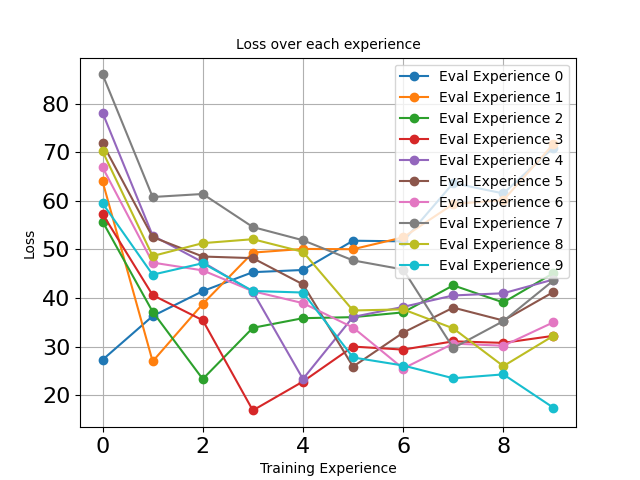 Loss over each experience
Eval Experience 0
Eval Experience 1
Eval Experience 2
Eval Experience 3
Eval Experience 4
Eval Experience 5
Eval Experience 6
Eval Experience 7
Eval Experience 8
Eval Experience 9
80
70
60
50
40
30
20
Loss
0 2 4 6 8
Training Experience